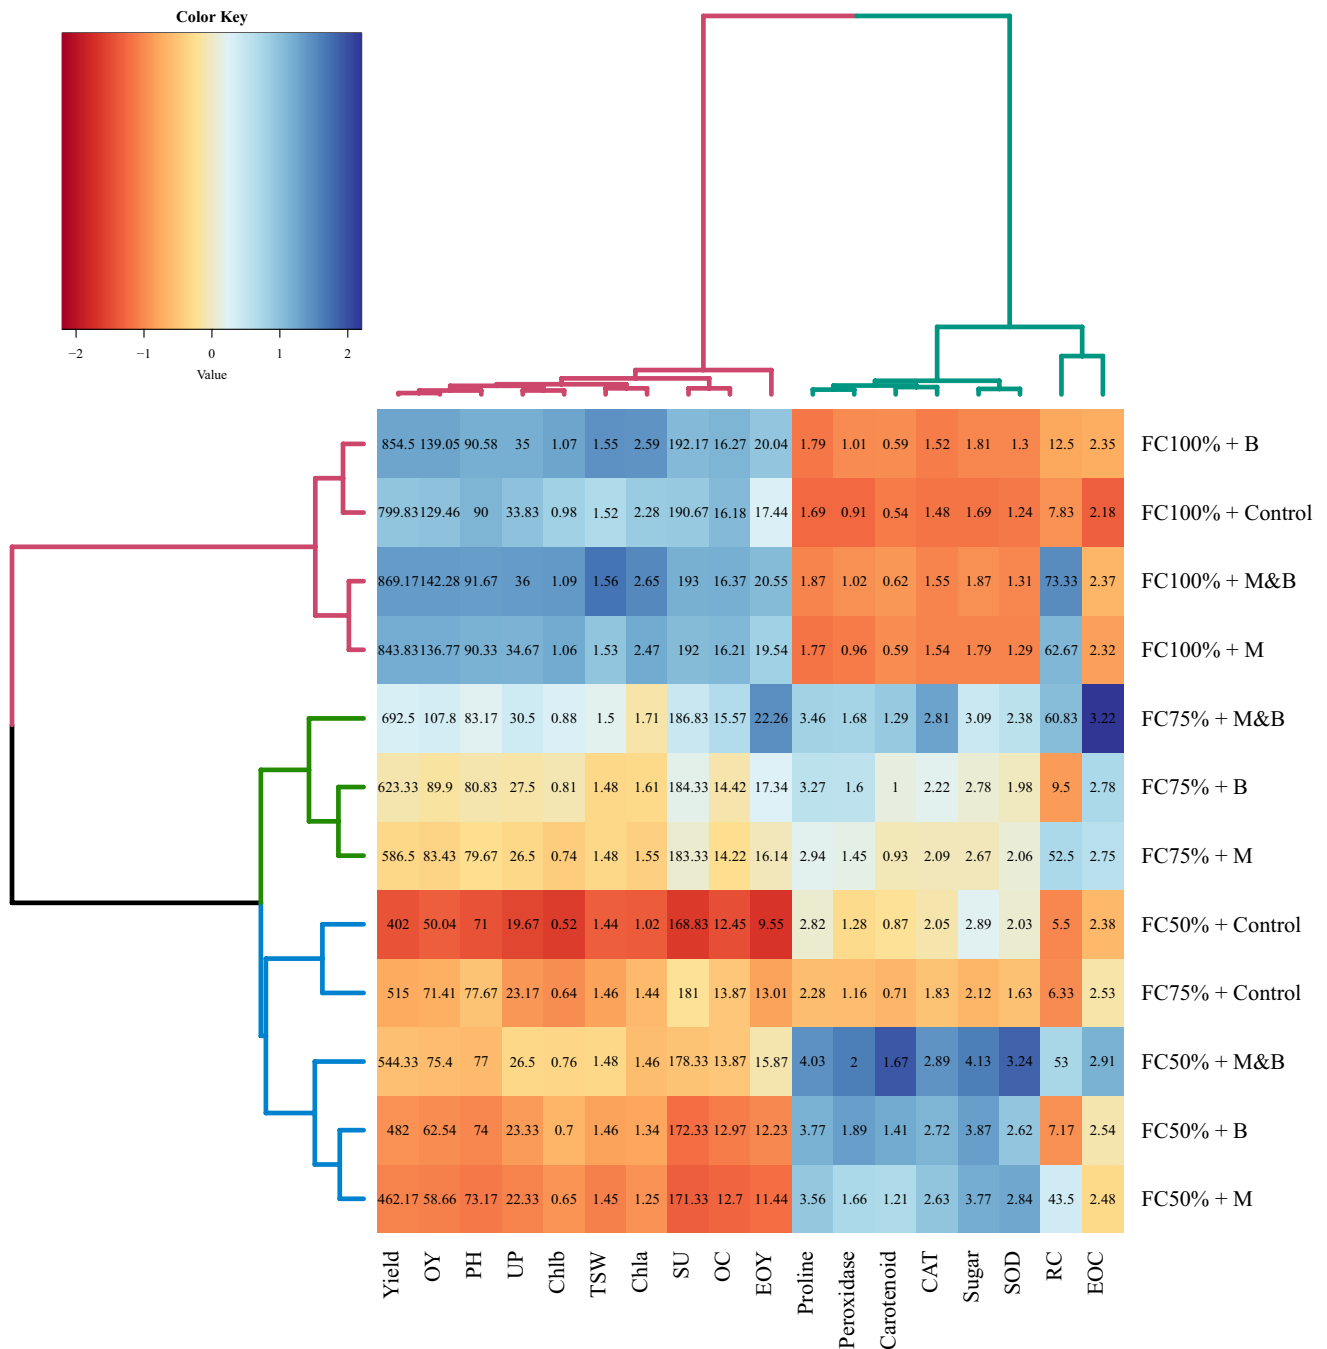 Color Key
−2 −1 0 1 2
Value
854.5 139.05 90.58 35 1.07 1.55 2.59 192.17 16.27 20.04 1.79 1.01 0.59 1.52 1.81 1.3 12.5 2.35 FC100% + B
799.83 129.46 90 33.83 0.98 1.52 2.28 190.67 16.18 17.44 1.69 0.91 0.54 1.48 1.69 1.24 7.83 2.18 FC100% + Control
869.17 142.28 91.67 36 1.09 1.56 2.65 193 16.37 20.55 1.87 1.02 0.62 1.55 1.87 1.31 73.33 2.37 FC100% + M&B
843.83 136.77 90.33 34.67 1.06 1.53 2.47 192 16.21 19.54 1.77 0.96 0.59 1.54 1.79 1.29 62.67 2.32 FC100% + M
692.5 107.8 83.17 30.5 0.88 1.5 1.71 186.83 15.57 22.26 3.46 1.68 1.29 2.81 3.09 2.38 60.83 3.22 FC75% + M&B
623.33 89.9 80.83 27.5 0.81 1.48 1.61 184.33 14.42 17.34 3.27 1.6 1 2.22 2.78 1.98 9.5 2.78 FC75% + B
586.5 83.43 79.67 26.5 0.74 1.48 1.55 183.33 14.22 16.14 2.94 1.45 0.93 2.09 2.67 2.06 52.5 2.75 FC75% + M
402 50.04 71 19.67 0.52 1.44 1.02 168.83 12.45 9.55 2.82 1.28 0.87 2.05 2.89 2.03 5.5 2.38 FC50% + Control
515 71.41 77.67 23.17 0.64 1.46 1.44 181 13.87 13.01 2.28 1.16 0.71 1.83 2.12 1.63 6.33 2.53 FC75% + Control
544.33 75.4 77 26.5 0.76 1.48 1.46 178.33 13.87 15.87 4.03 2 1.67 2.89 4.13 3.24 53 2.91 FC50% + M&B
482 62.54 74 23.33 0.7 1.46 1.34 172.33 12.97 12.23 3.77 1.89 1.41 2.72 3.87 2.62 7.17 2.54 FC50% + B
462.17 58.66 73.17 22.33 0.65 1.45 1.25 171.33 12.7 11.44 3.56 1.66 1.21 2.63 3.77 2.84 43.5 2.48 FC50% + M
Yield OY PH UP Chlb TSW Chla SU OC EOY Proline Peroxidase Carotenoid CAT Sugar SOD RC EOC